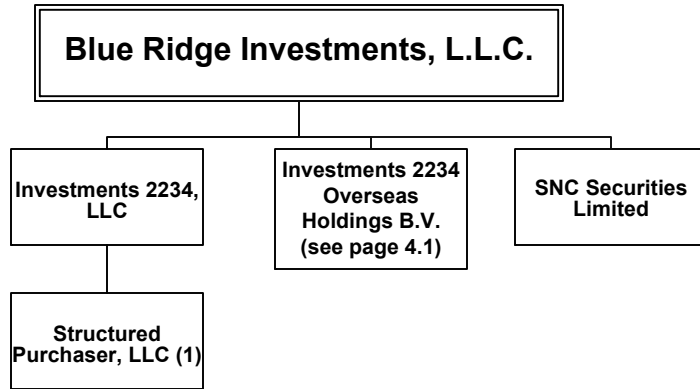 Blue Ridge Investments, L.L.C.
Investments 2234,
LLC
Investments 2234
Overseas
Holdings B.V.
(see page 4.1)
SNC Securities
Limited
Structured
Purchaser, LLC (1)